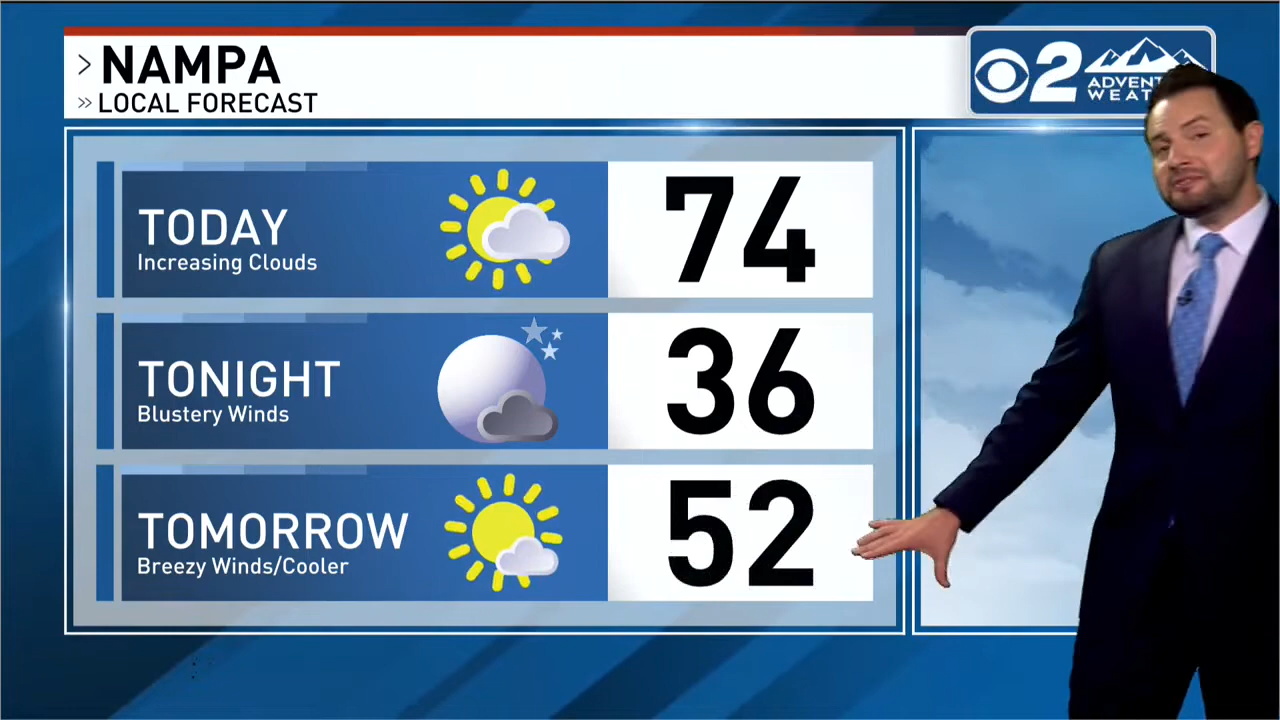 > NAMPA
» LOCAL FORECAST
2
TODAY
Increasing Clouds
74
TONIGHT
Blustery Winds
36
TOMORROW
Breezy Winds/Cooler
52